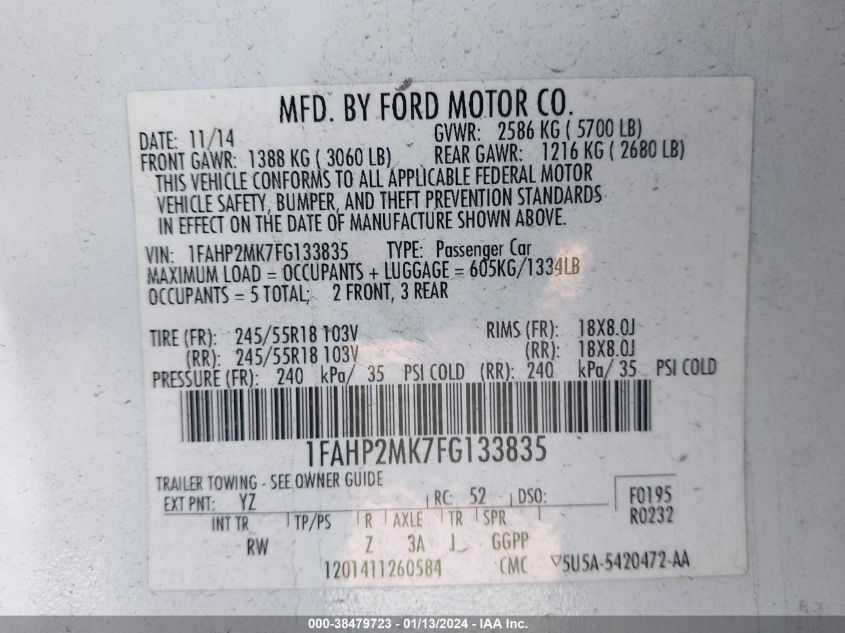 MFD. BY FORD MOTOR CO.
DATE: 11/14 GVWR: 2586 KG ( 5700 LB)
FRONT GAWR: 1388 KG ( 3060 LB) REAR GAWR: 1216 KG ( 2680 LB)
THIS VEHICLE CONFORMS TO ALL APPLICABLE FEDERAL MOTOR
VEHICLE SAFETY, BUMPER, AND THEFT PREVENTION STANDARDS
IN EFFECT ON THE DATE OF MANUFACTURE SHOWN ABOVE.
VIN: 1FAHP2MK7FG133835 TYPE: Passenger Car
MAXIMUM LOAD = OCCUPANTS + LUGGAGE = 605KG/1334LB
OCCUPANTS = 5 TOTAL; 2 FRONT, 3 REAR
TIRE (FR): 245/55R18 103V RIMS (FR): 18X8.0J
(RR): 245/55R18 103V (RR): 18X8.0J
PRESSURE (FR): 240 kPa/ 35 PSI COLD (RR): 240 kPa/ 35 PSI COLD
1FAHP2MK7FG133835
TRAILER TOWING - SEE OWNER GUIDE
EXT PNT: YZ RC: 52 DSO: F0195
INT TR TP/PS R AXLE TR SPR R0232
RW Z 3A J GGPP
1201411260584 CMC ▽5U5A-5420472-AA
000-38479723 - 01/13/2024 - IAA Inc.